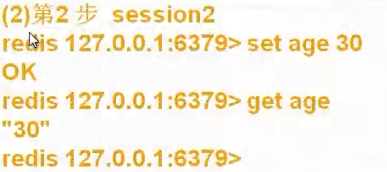 (2)第2 步 session2
redis 127.0.0.1:6379> set age 30
OK
redis 127.0.0.1:6379> get age
"30"
redis 127.0.0.1:6379>